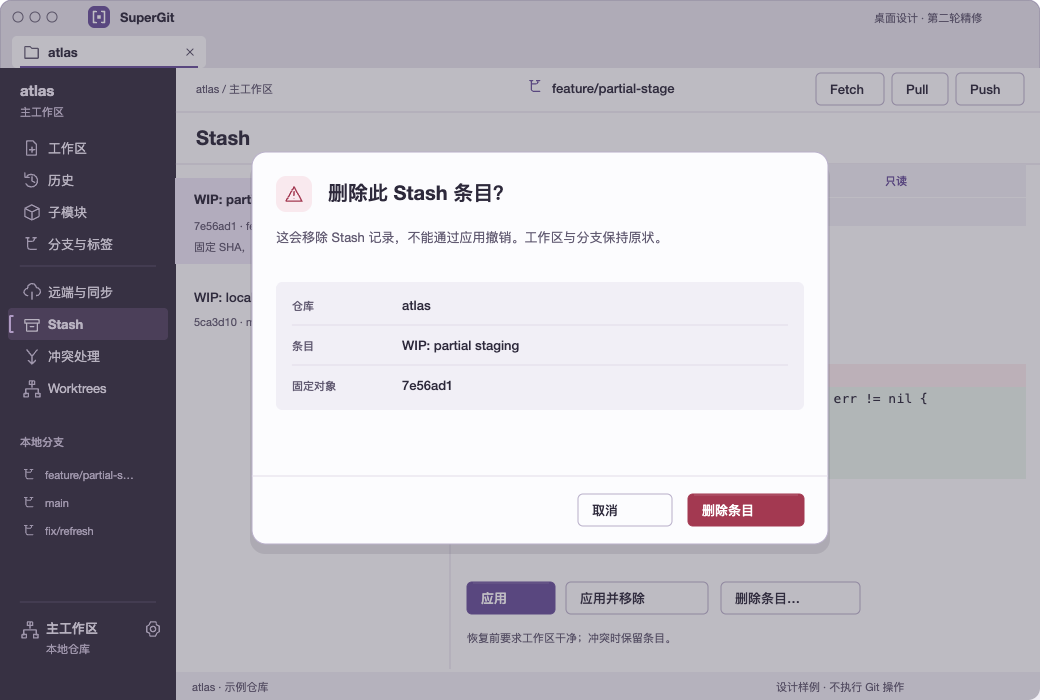 SuperGit
桌面设计 · 第二轮精修
atlas
atlas
主工作区
工作区
历史
子模块
分支与标签
远端与同步
Stash
冲突处理
Worktrees
本地分支
feature/partial-s…
main
fix/refresh
主工作区
本地仓库
atlas / 主工作区
feature/partial-stage
Fetch
Pull
Push
Stash
WIP: part
7e56ad1 · fe
固定 SHA,
WIP: loca
5ca3d10 ·
只读
err != nil {
删除此 Stash 条目?
这会移除 Stash 记录，不能通过应用撤销。工作区与分支保持原状。
仓库 atlas
条目 WIP: partial staging
固定对象 7e56ad1
取消
删除条目
应用
应用并移除
删除条目…
恢复前要求工作区干净；冲突时保留条目。
atlas · 示例仓库
设计样例 · 不执行 Git 操作